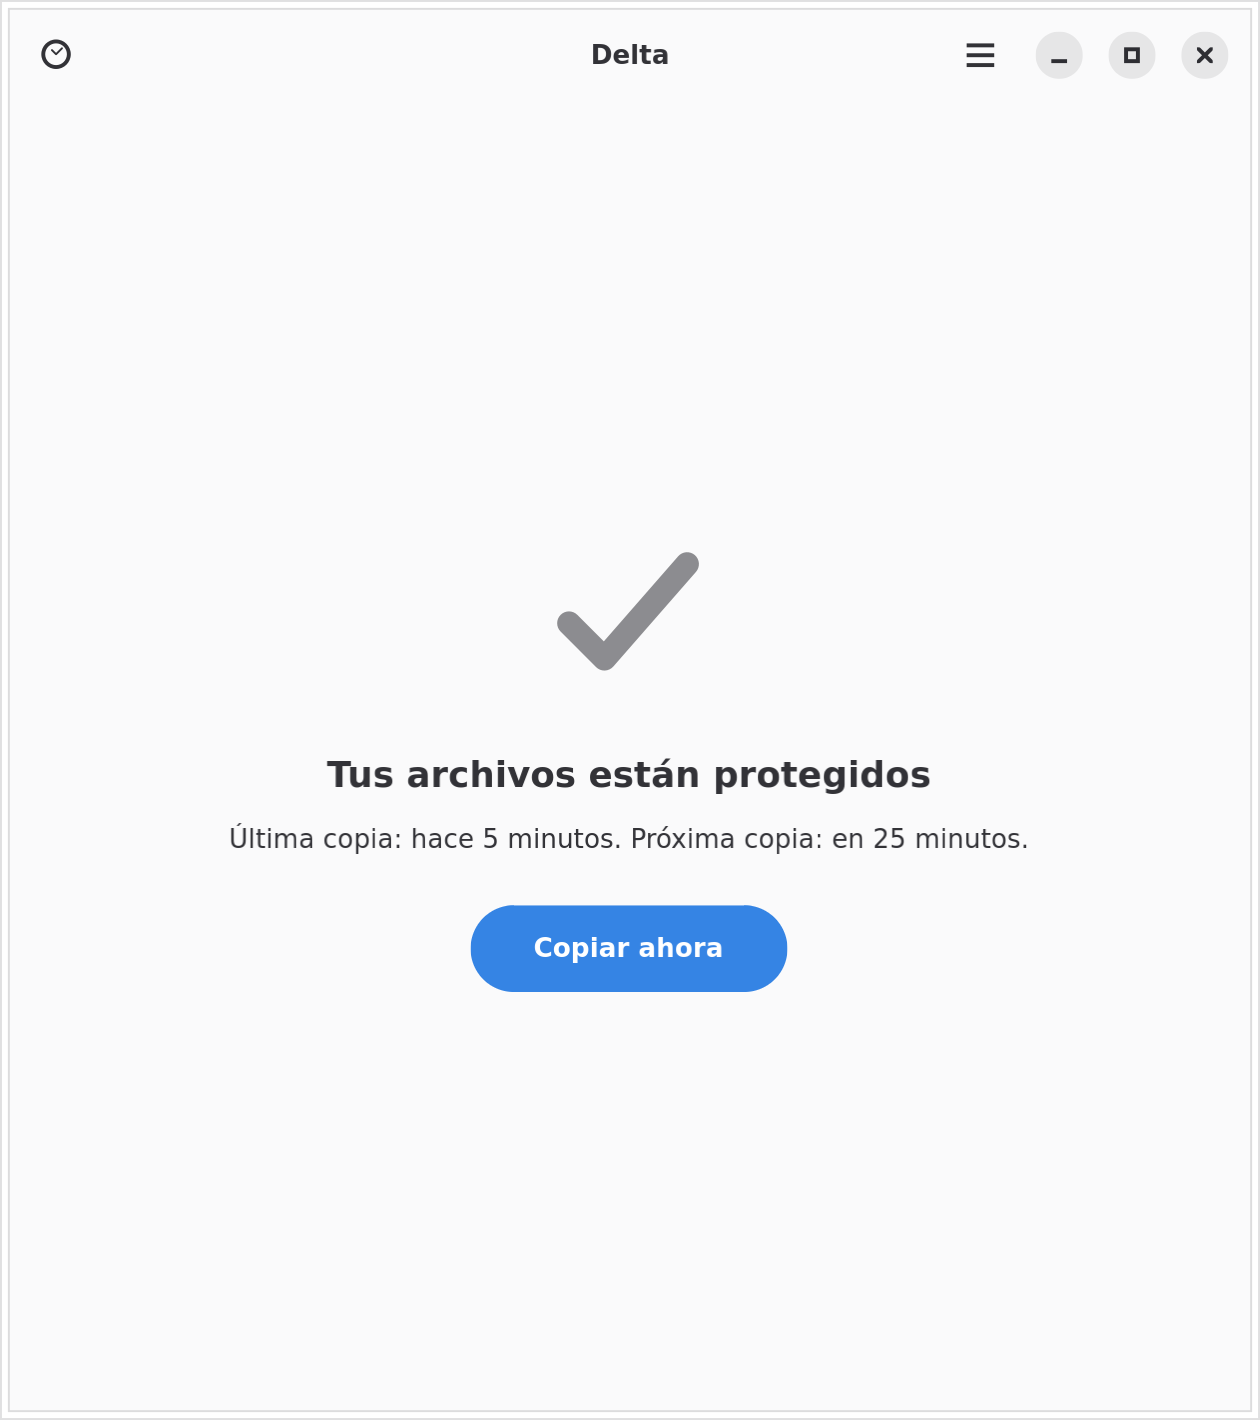 Delta
Tus archivos están protegidos
Última copia: hace 5 minutos. Próxima copia: en 25 minutos.
Copiar ahora